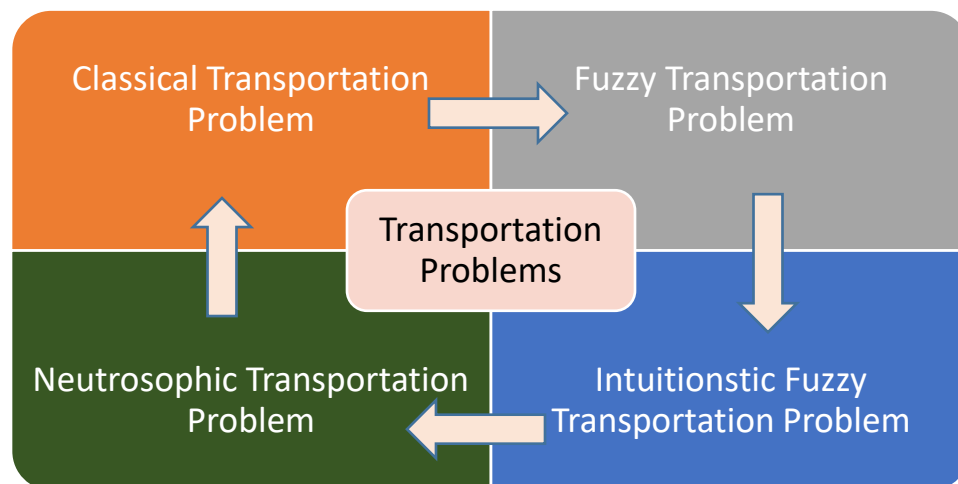 Classical Transportation
Problem
Fuzzy Transportation
Problem
Transportation
Problems
Neutrosophic Transportation
Problem
Intuitionstic Fuzzy
Transportation Problem